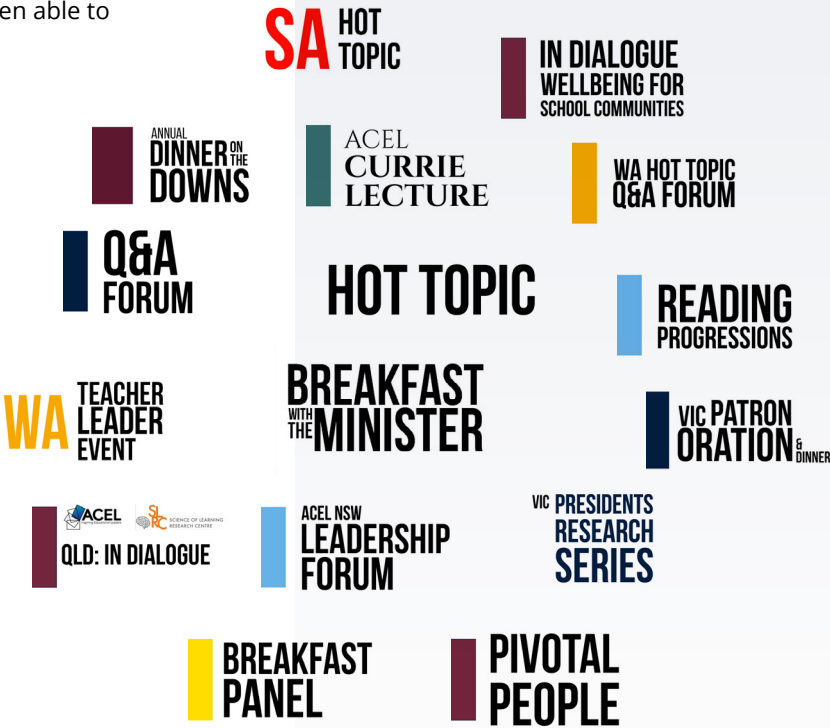 en able to
SA HOT
TOPIC
IN DIALOGUE
WELLBEING FOR
SCHOOL COMMUNITIES
ANNUAL
DINNER ON THE
DOWNS
ACEL
CURRIE
LECTURE
WA HOT TOPIC
Q&A FORUM
Q&A
FORUM
HOT TOPIC
READING
PROGRESSIONS
WA TEACHER
LEADER
EVENT
BREAKFAST
WITH THE MINISTER
VIC PATRON
ORATION & DINNER
ACEL
SLRC SCIENCE OF LEARNING
RESEARCH CENTRE
QLD: IN DIALOGUE
ACEL NSW
LEADERSHIP
FORUM
VIC PRESIDENTS
RESEARCH
SERIES
BREAKFAST
PANEL
PIVOTAL
PEOPLE